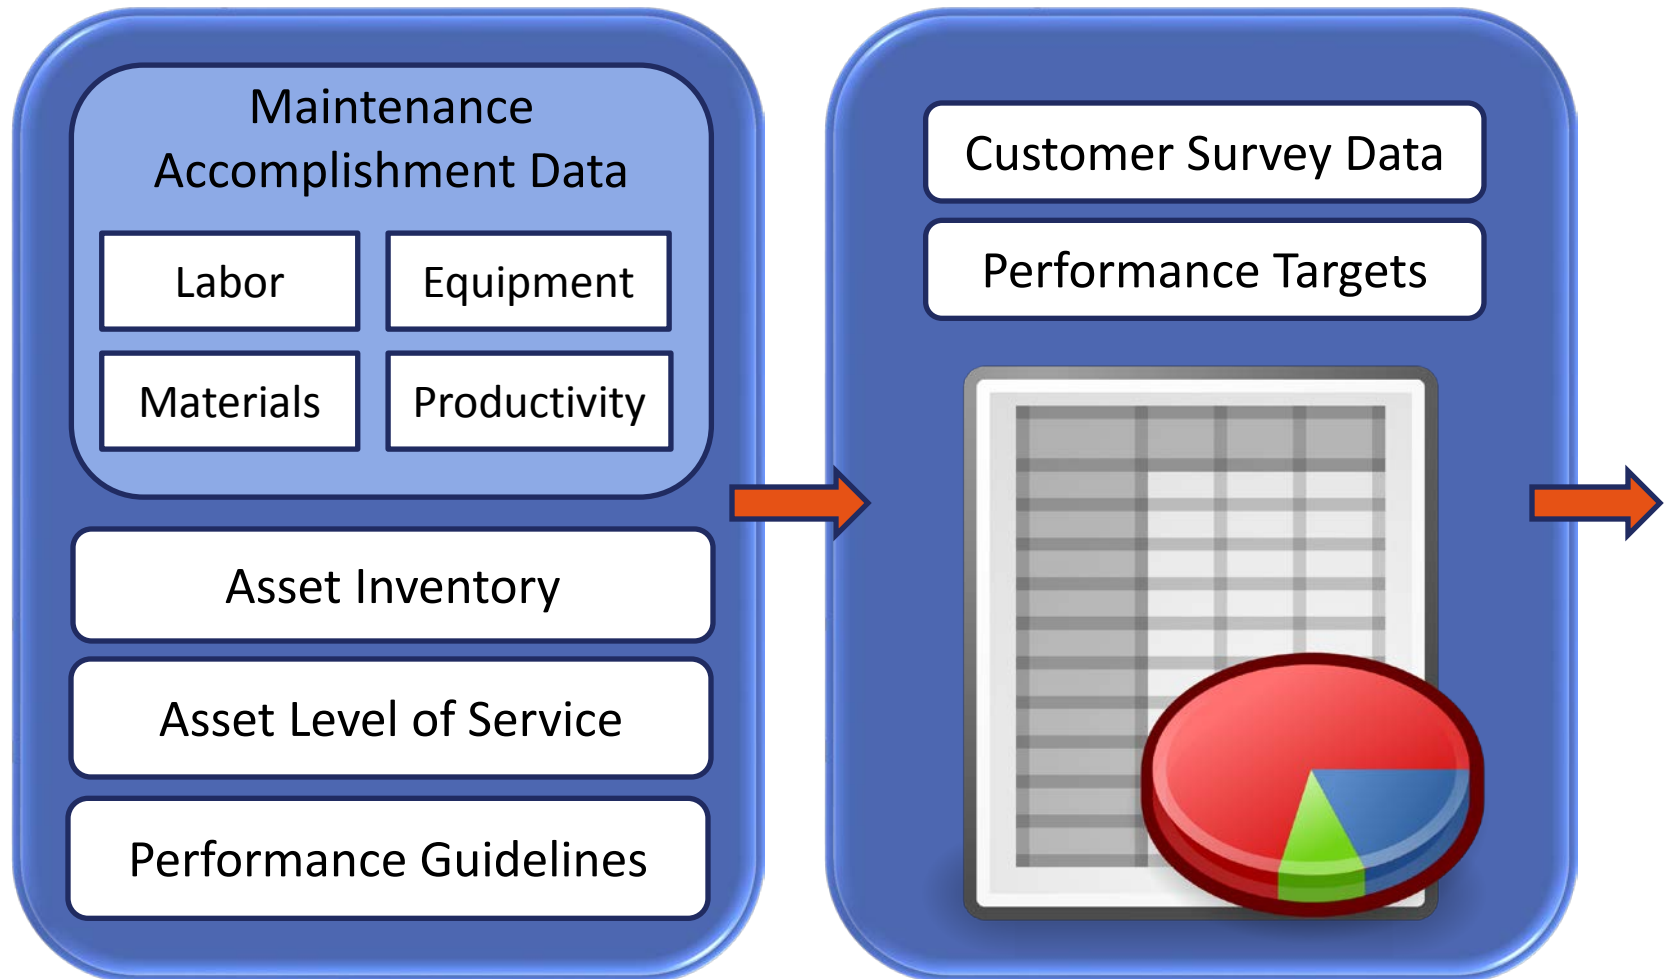 Maintenance
Accomplishment Data
Labor
Equipment
Materials
Productivity
Asset Inventory
Asset Level of Service
Performance Guidelines
Customer Survey Data
Performance Targets